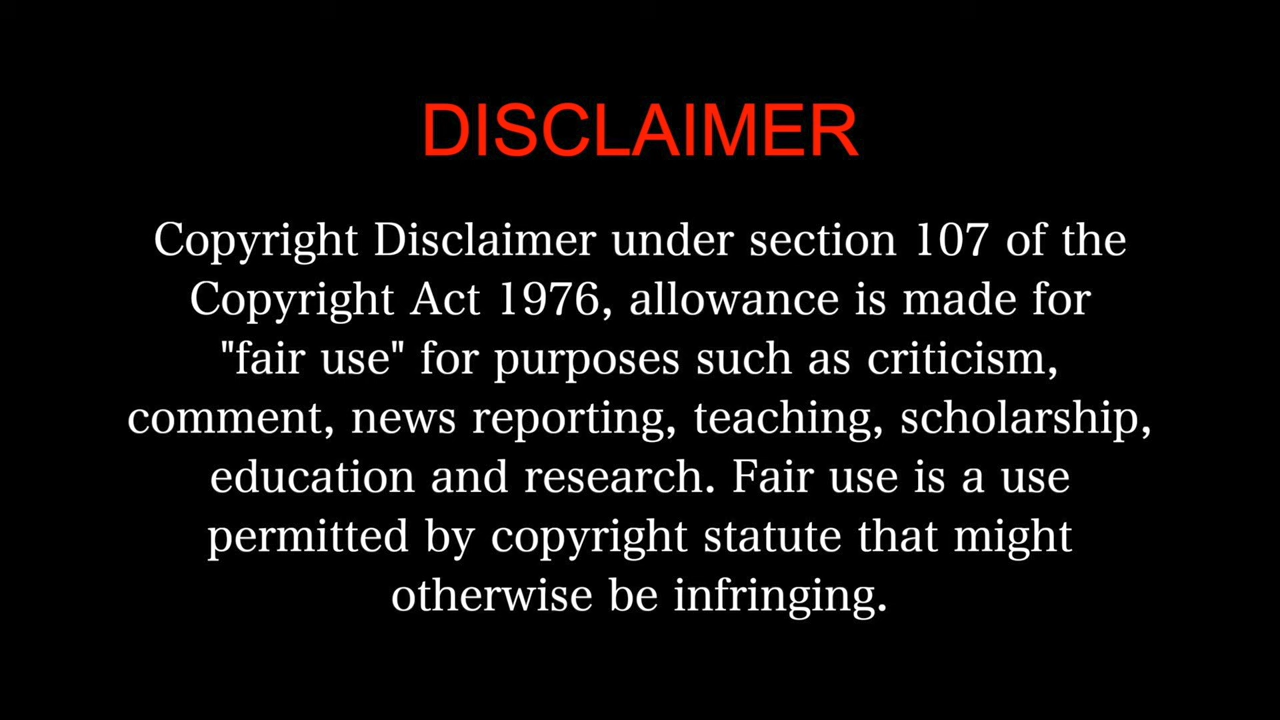 DISCLAIMER
Copyright Disclaimer under section 107 of the
Copyright Act 1976, allowance is made for
"fair use" for purposes such as criticism,
comment, news reporting, teaching, scholarship,
education and research. Fair use is a use
permitted by copyright statute that might
otherwise be infringing.